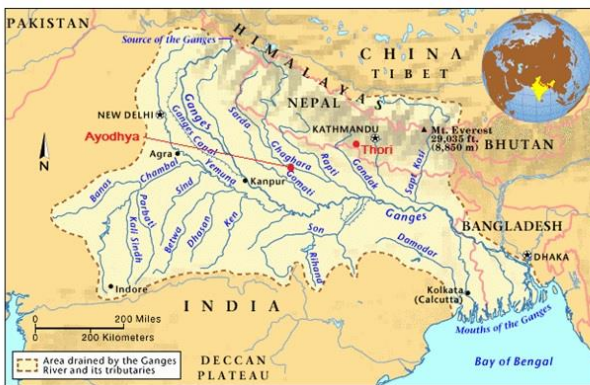 PAKISTAN
Source of the Ganges
HIMALAYAS
CHINA
TIBET
NEPAL
NEW DELHI
Ganges
Ganges Canal
Sarda
KATHMANDU
Mt. Everest
29,035 ft.
(8,850 m)
BHUTAN
Ayodhya
Ghaghara
Rapti
Thori
Gandak
Sapt Kosi
N
Agra
Yamuna
Kanpur
Gomati
Banas
Chambal
Parbati
Kali Sindh
Sind
Betwa
Dhasan
Ken
Son
Rihand
Ganges
Damodar
BANGLADESH
DHAKA
Indore
Kolkata
(Calcutta)
INDIA
Mouths of the Ganges
0
200 Miles
0
200 Kilometers
Area drained by the Ganges
River and its tributaries
DECCAN
PLATEAU
Bay of Bengal